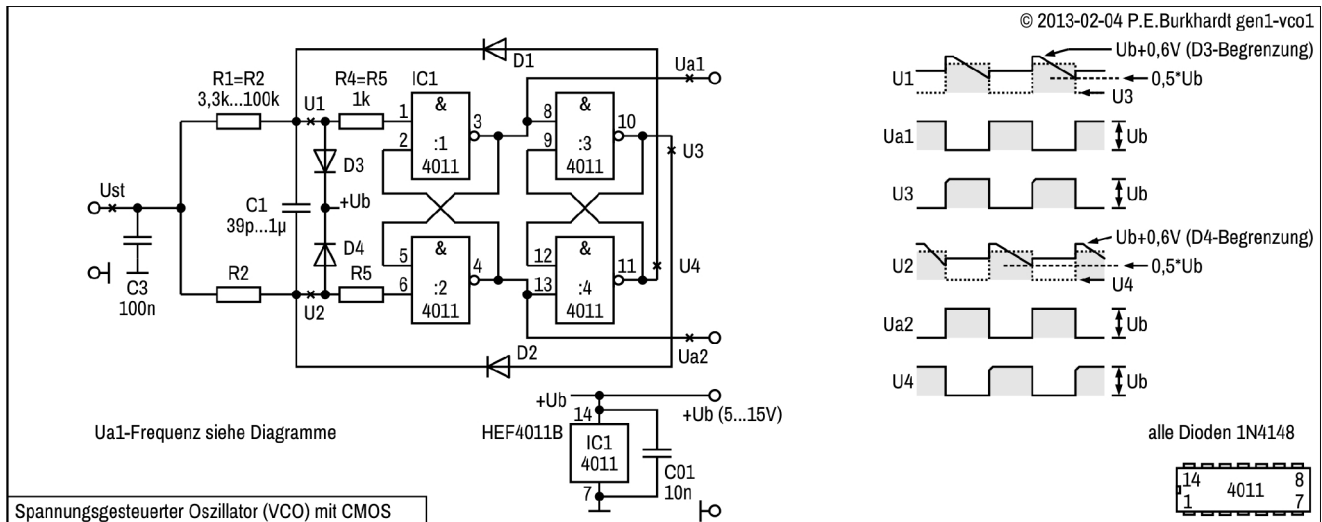 © 2013-02-04 P.E.Burkhardt gen1-vco1
D1
Ua1
R1=R2
3,3k...100k
U1
R4=R5
1k
IC1
1
2
&
:1
4011
3
8
9
&
:3
4011
10
U3
D3
Ust
+Ub
C1
39p...1µ
D4
R2
U2
R5
5
6
&
:2
4011
4
12
13
&
:4
4011
11
U4
C3
100n
Ua2
D2
+Ub
+Ub (5...15V)
14
HEF4011B
IC1
4011
7
C01
10n
Ua1-Frequenz siehe Diagramme
Spannungsgesteuerter Oszillator (VCO) mit CMOS
Ub+0,6V (D3-Begrenzung)
U1
0,5*Ub
U3
Ua1
Ub
U3
Ub
Ub+0,6V (D4-Begrenzung)
U2
0,5*Ub
U4
Ua2
Ub
U4
Ub
alle Dioden 1N4148
14
8
4011
1
7